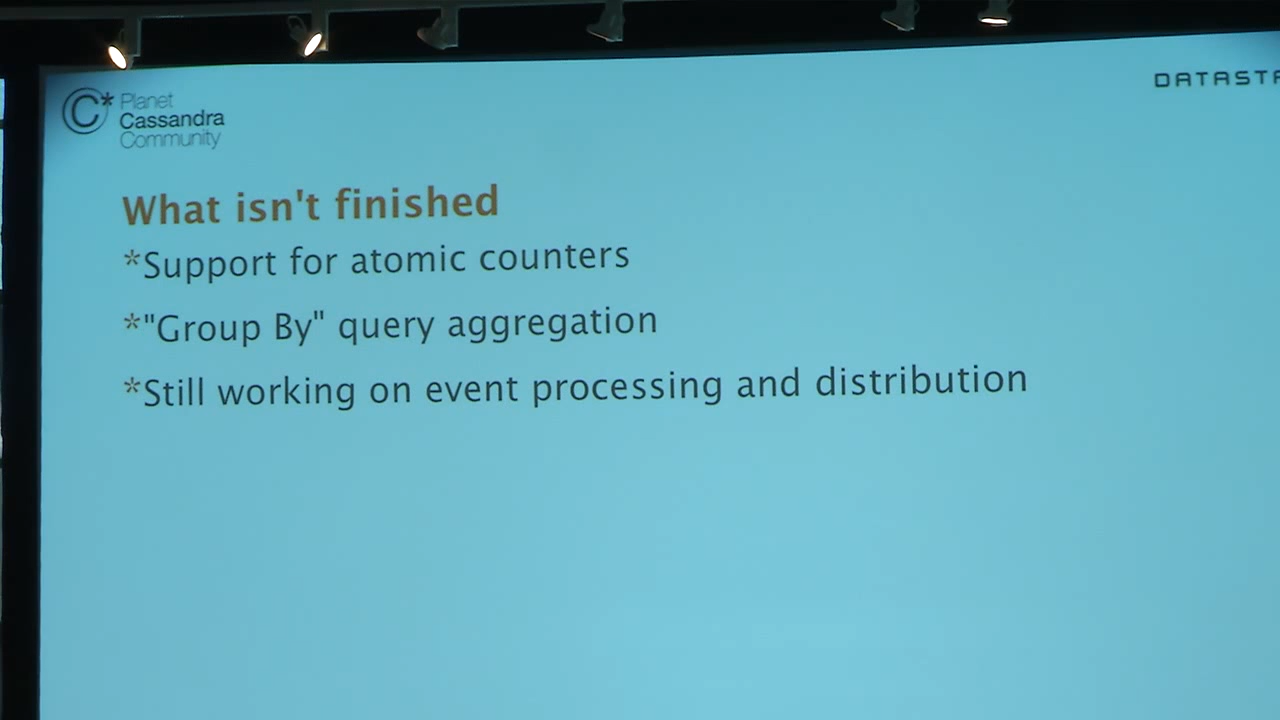 C*
Planet
Cassandra
Community
DATASTA
What isn't finished
*Support for atomic counters
*"Group By" query aggregation
*Still working on event processing and distribution